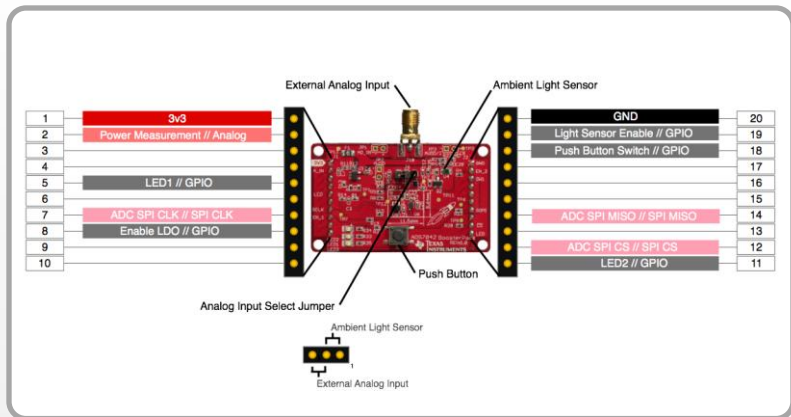 External Analog Input
Ambient Light Sensor
1 3v3
2 Power Measurement // Analog
3
4
5 LED1 // GPIO
6
7 ADC SPI CLK // SPI CLK
8 Enable LDO // GPIO
9
10
GND 20
Light Sensor Enable // GPIO 19
Push Button Switch // GPIO 18
17
16
15
ADC SPI MISO // SPI MISO 14
13
ADC SPI CS // SPI CS 12
LED2 // GPIO 11
TEXAS
INSTRUMENTS
Push Button
Analog Input Select Jumper
Ambient Light Sensor
1
External Analog Input